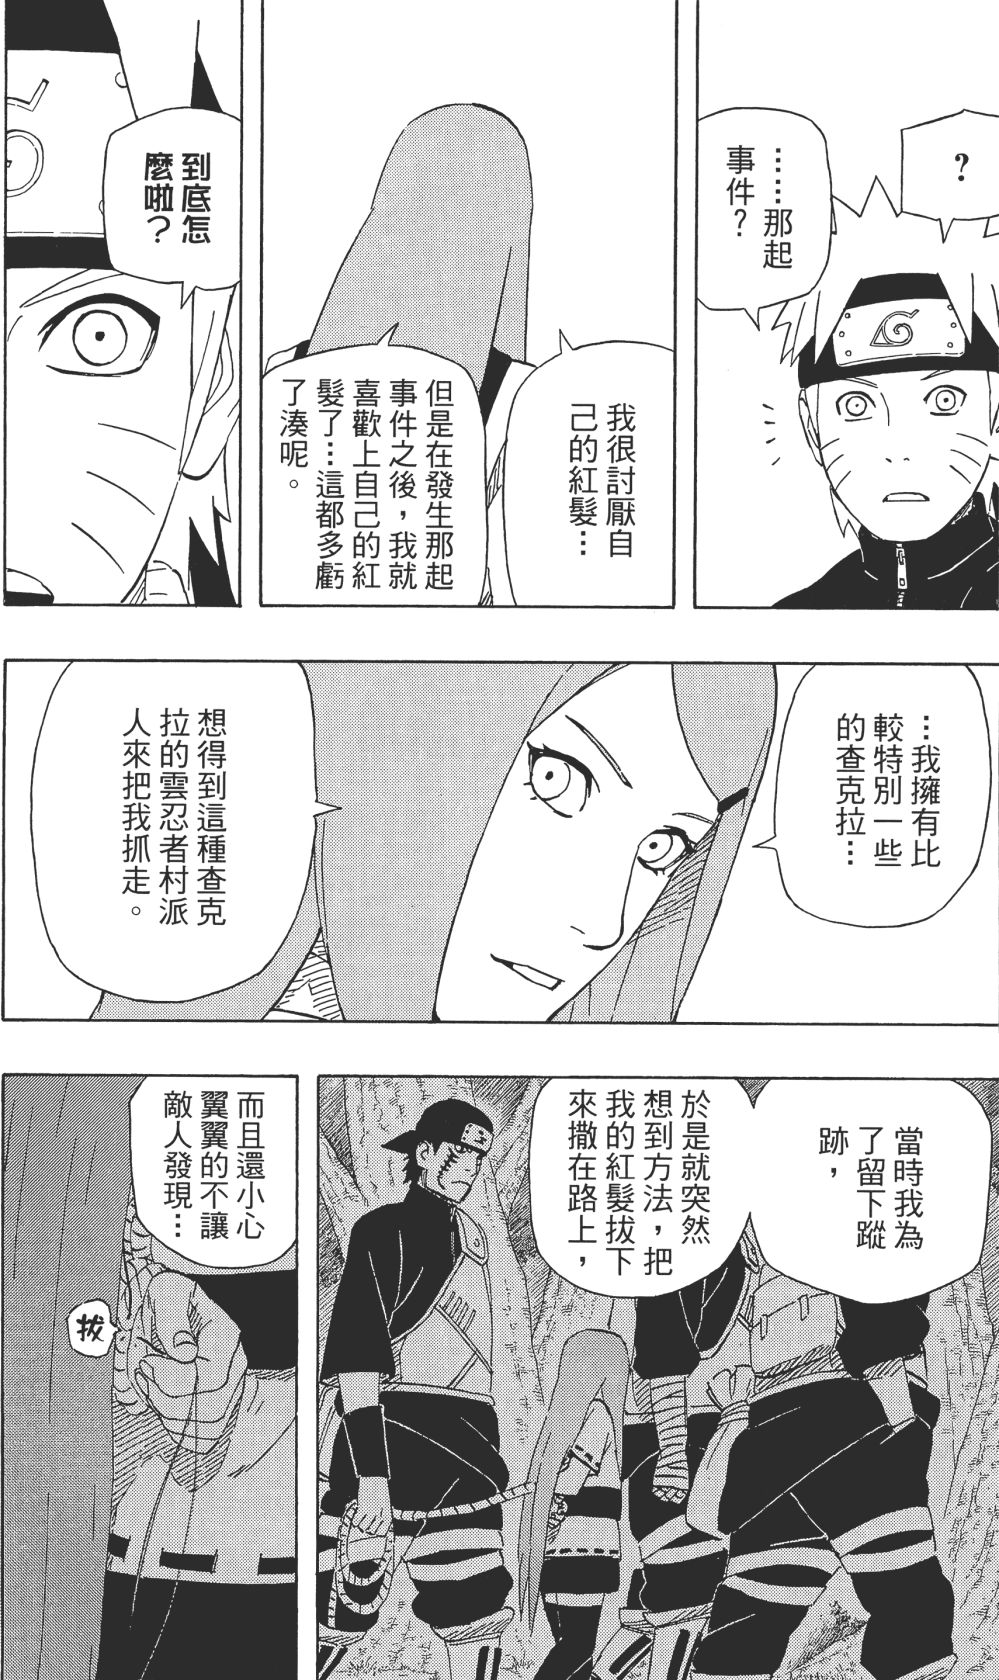 ？
……那起
事件？
我很討厭自
己的紅髮…
但是在發生那起
事件之後，我就
喜歡上自己的紅
髮了…這都多虧
了湊呢。
到底怎
麼啦？
…我擁有比
較特別一些
的查克拉…
想得到這種查克
拉的雲忍者村派
人來把我抓走。
當時我為
了留下蹤
跡，
於是就突然
想到方法，把
我的紅髮拔下
來撒在路上，
而且還小心
翼翼的不讓
敵人發現…
拔